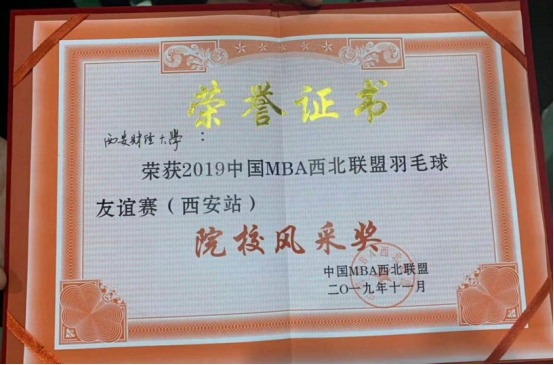 荣誉证书
西安财经大學：
荣获2019中国MBA西北联盟羽毛球
友谊赛（西安站）
院校风采奖
中国MBA西北联盟
二〇一九年十一月